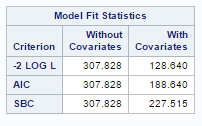 Model Fit Statistics
Criterion Without Covariates With Covariates
-2 LOG L 307.828 128.640
AIC 307.828 188.640
SBC 307.828 227.515